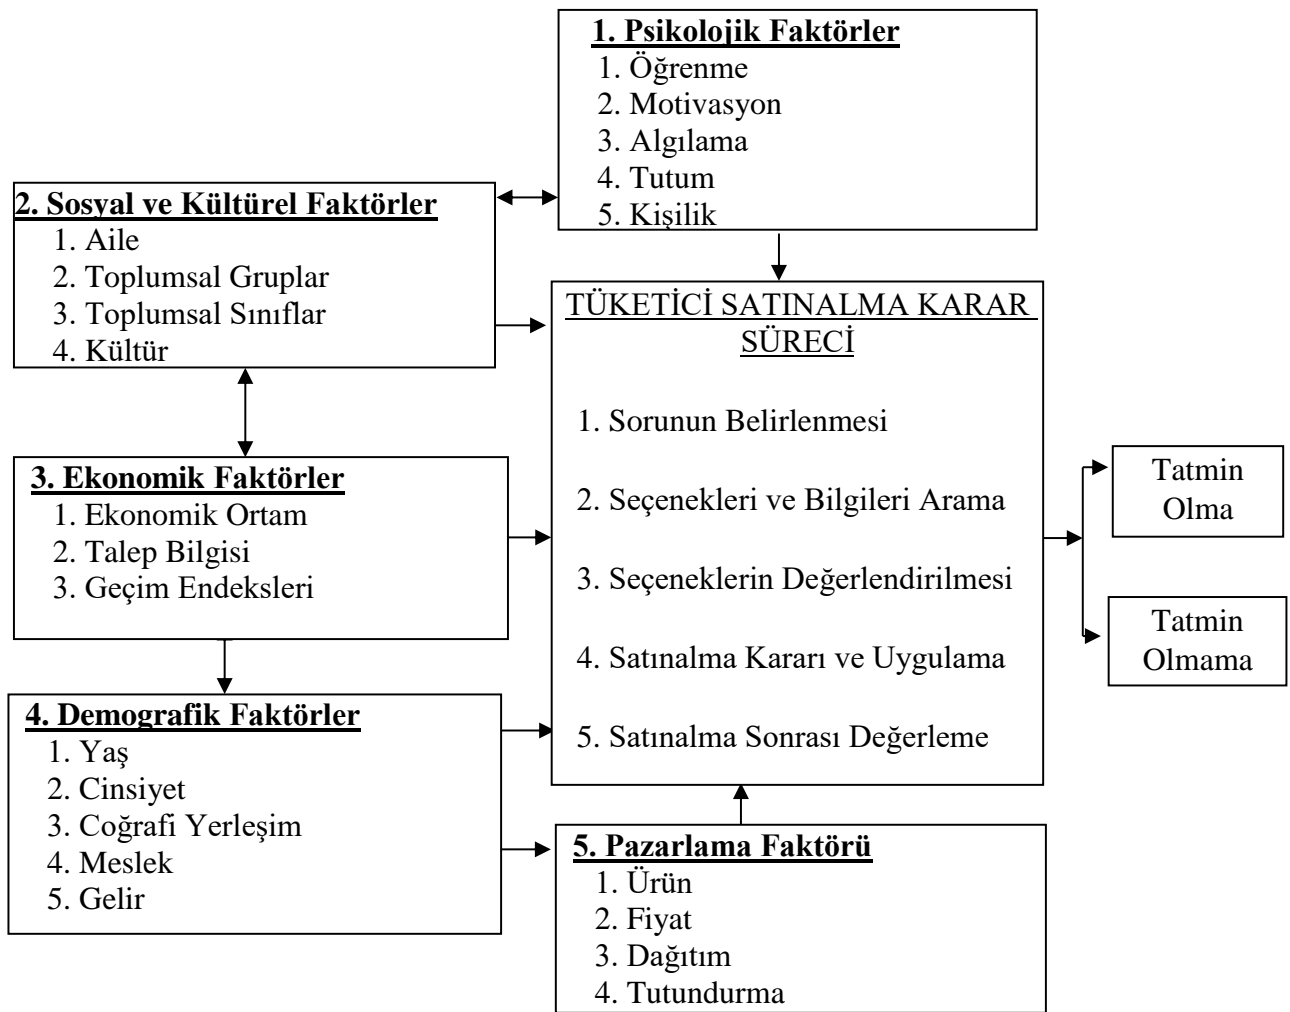 1. Psikolojik Faktörler
1. Öğrenme
2. Motivasyon
3. Algılama
4. Tutum
5. Kişilik
2. Sosyal ve Kültürel Faktörler
1. Aile
2. Toplumsal Gruplar
3. Toplumsal Sınıflar
4. Kültür
TÜKETİCİ SATINALMA KARAR
SÜRECİ
1. Sorunun Belirlenmesi
2. Seçenekleri ve Bilgileri Arama
3. Seçeneklerin Değerlendirilmesi
4. Satınalma Kararı ve Uygulama
5. Satınalma Sonrası Değerleme
3. Ekonomik Faktörler
1. Ekonomik Ortam
2. Talep Bilgisi
3. Geçim Endeksleri
Tatmin
Olma
Tatmin
Olmama
4. Demografik Faktörler
1. Yaş
2. Cinsiyet
3. Coğrafi Yerleşim
4. Meslek
5. Gelir
5. Pazarlama Faktörü
1. Ürün
2. Fiyat
3. Dağıtım
4. Tutundurma